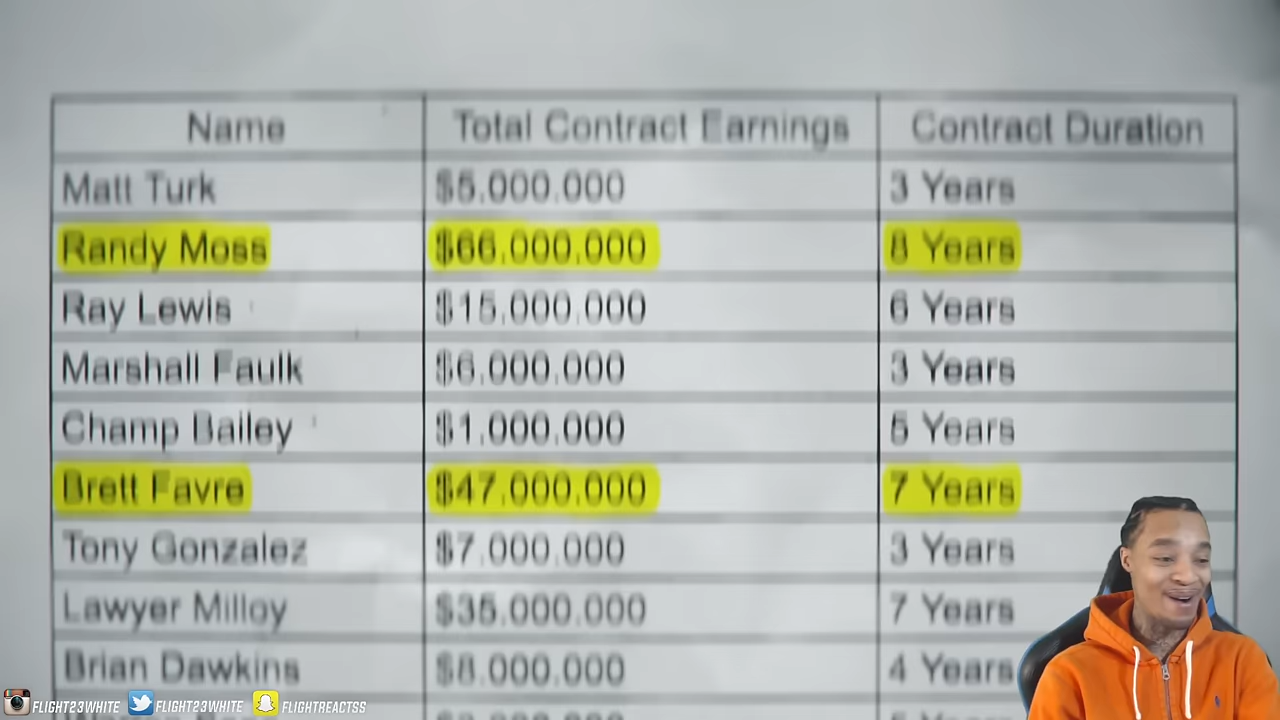 Name Total Contract Earnings Contract Duration
Matt Turk $5,000,000 3 Years
Randy Moss $66,000,000 8 Years
Ray Lewis $15,000,000 6 Years
Marshall Faulk $6,000,000 3 Years
Champ Bailey $1,000,000 5 Years
Brett Favre $47,000,000 7 Years
Tony Gonzalez $7,000,000 3 Years
Lawyer Milloy $35,000,000 7 Years
Brian Dawkins $8,000,000 4 Years
FLIGHT23WHITE FLIGHT23WHITE FLIGHTREACTSS